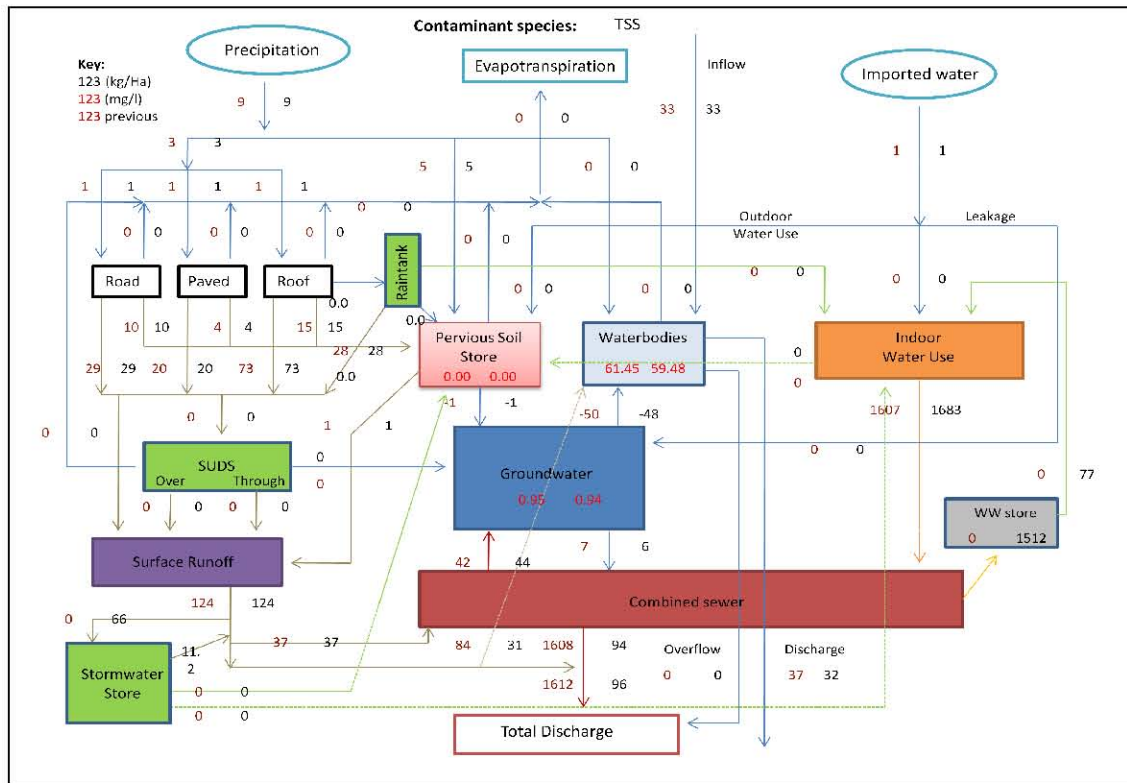 Contaminant species: TSS
Precipitation
Evapotranspiration
Inflow
Imported water
Key:
123 (kg/Ha)
123 (mg/l)
123 previous
9 9
0 0
33 33
3 3
5 5
0 0
1 1
1 1 1 1 1 1
0 0
Outdoor
Water Use
Leakage
0 0 0 0 0 0
0 0
0 0
0 0
Road
Paved
Roof
Raintank
0.0
0 0
0 0
10 10 4 4 15 15
0.0
Pervious Soil
Store
0.00 0.00
Waterbodies
61.45 59.48
Indoor
Water Use
28 28
0.0
29 29 20 20 73 73
0
0
-1 -1
-50 -48
1607 1683
0 0
0 0
1 1
0 0
0 77
SUDS
Over Through
0
0
Groundwater
0.95 0.94
0 0 0 0
WW store
0 1512
Surface Runoff
42 44
7 6
Combined sewer
124 124
0 66
37 37
84 31
1608 94
Overflow
0 0
Discharge
37 32
11.
2
Stormwater
Store
0 0
0 0
1612 96
Total Discharge